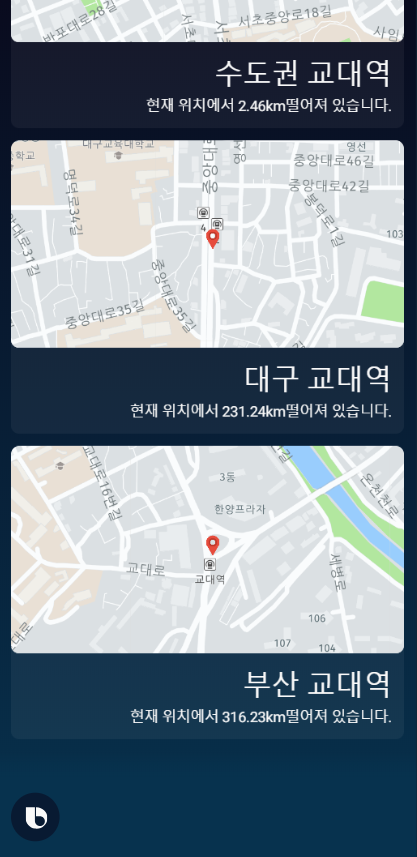 반포대로28길
서초중앙로18길
수도권 교대역
현재 위치에서 2.46km떨어져 있습니다.
대구교육대학교
학교
영선
중앙대로46길
중앙대로42길
명덕로34길
중앙대
영선
봉덕로1길
103
4
중앙대로35길
중앙대로35길
대구 교대역
현재 위치에서 231.24km떨어져 있습니다.
교대로16번길
3동
한양프라자
온천천로
교대로
교대역
세병로
106
107
104
대로
부산 교대역
현재 위치에서 316.23km떨어져 있습니다.